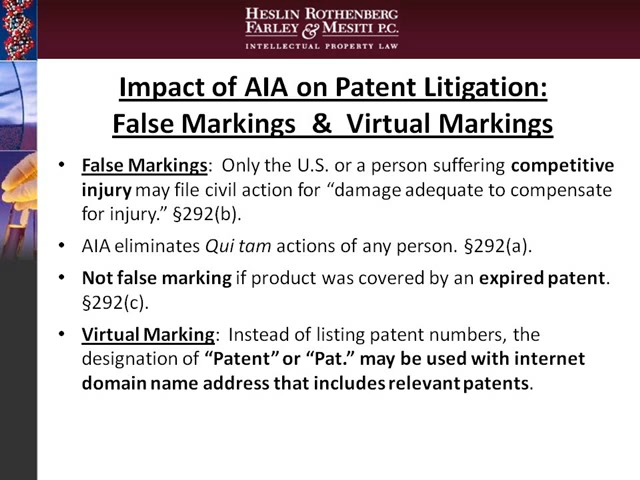 HESLIN ROTHENBERG
FARLEY & MESITI P.C.
INTELLECTUAL PROPERTY LAW
Impact of AIA on Patent Litigation:
False Markings & Virtual Markings
• False Markings: Only the U.S. or a person suffering competitive
injury may file civil action for “damage adequate to compensate
for injury.” §292(b).
• AIA eliminates Qui tam actions of any person. §292(a).
• Not false marking if product was covered by an expired patent.
§292(c).
• Virtual Marking: Instead of listing patent numbers, the
designation of “Patent” or “Pat.” may be used with internet
domain name address that includes relevant patents.